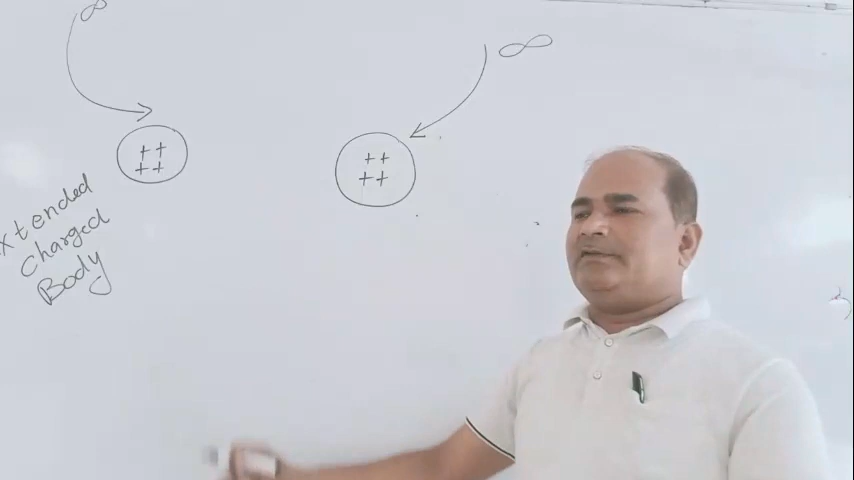 ∞
∞
++
++
++
++
xtended
Charged
Body